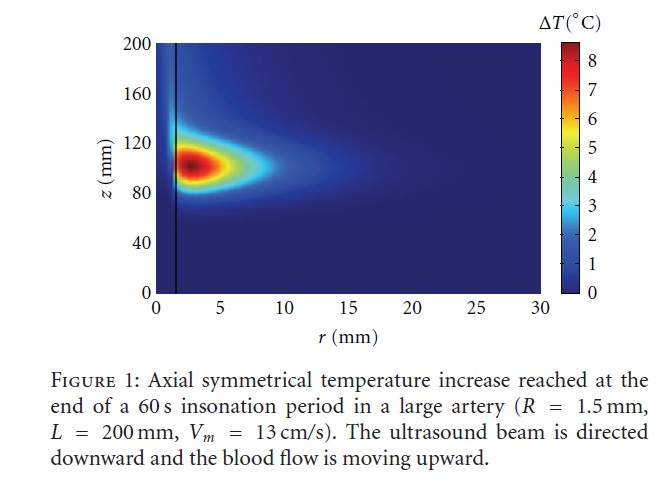 ΔT(°C)
200
160
120
80
40
0
z (mm)
0 5 10 15 20 25 30
r (mm)
8
7
6
5
4
3
2
1
0
FIGURE 1: Axial symmetrical temperature increase reached at the
end of a 60 s insonation period in a large artery (R = 1.5 mm,
L = 200 mm, Vm = 13 cm/s). The ultrasound beam is directed
downward and the blood flow is moving upward.